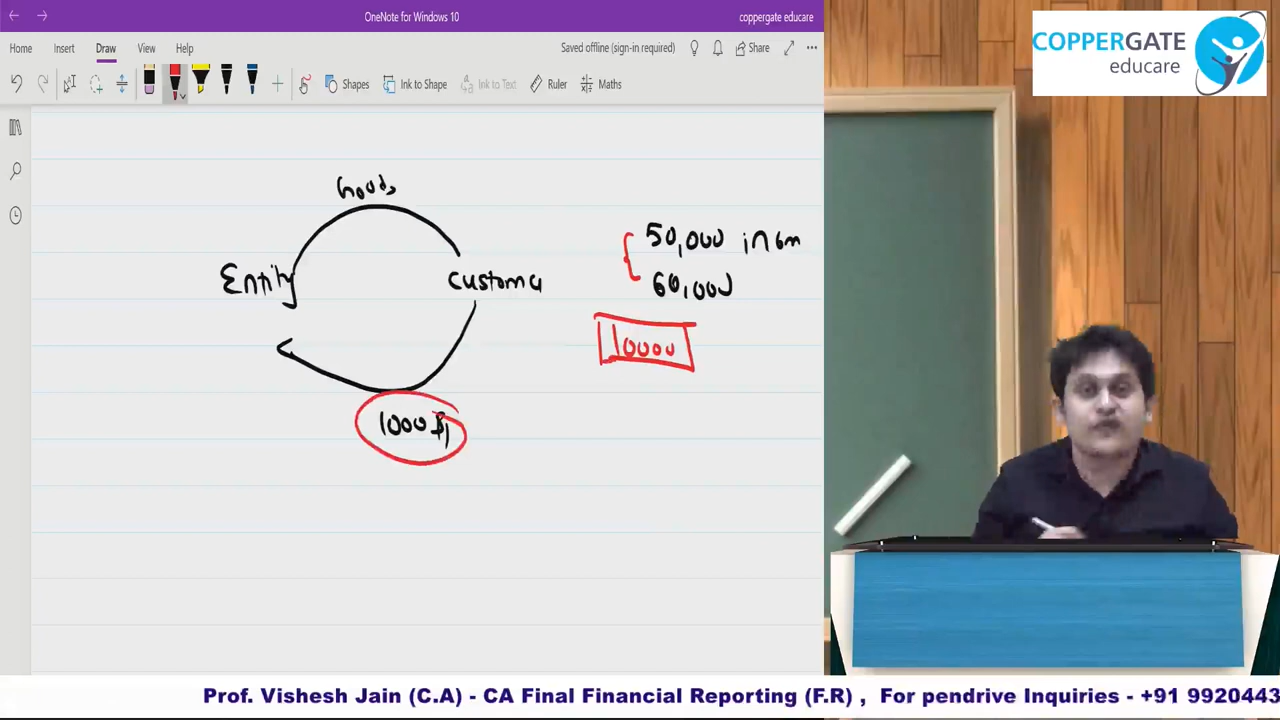 OneNote for Windows 10
coppergate educare
Home Insert Draw View Help
Saved offline (sign-in required)
Share
Shapes
Ink to Shape
Ink to Text
Ruler
Maths
COPPERGATE
educare
Goods
Entity
Custome
50,000 in 6m
60,000
10000
1000 $
Prof. Vishesh Jain (C.A) - CA Final Financial Reporting (F.R) , For pendrive Inquiries - +91 9920443